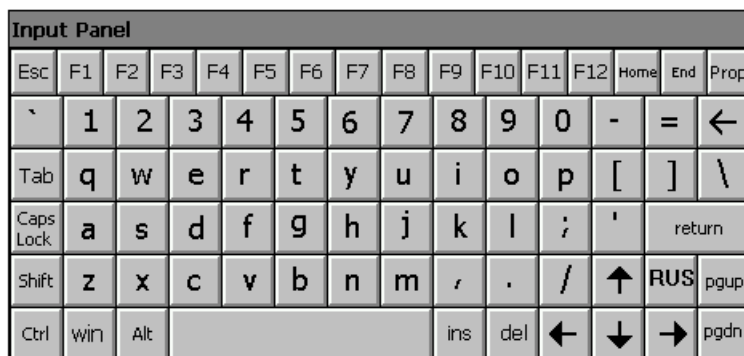 Input Panel
Esc F1 F2 F3 F4 F5 F6 F7 F8 F9 F10 F11 F12 Home End Prop
` 1 2 3 4 5 6 7 8 9 0 - = ←
Tab q w e r t y u i o p [ ] \
Caps Lock a s d f g h j k l ; ' return
Shift z x c v b n m , . / ↑ RUS pgup
Ctrl win Alt ins del ← ↓ → pgdn